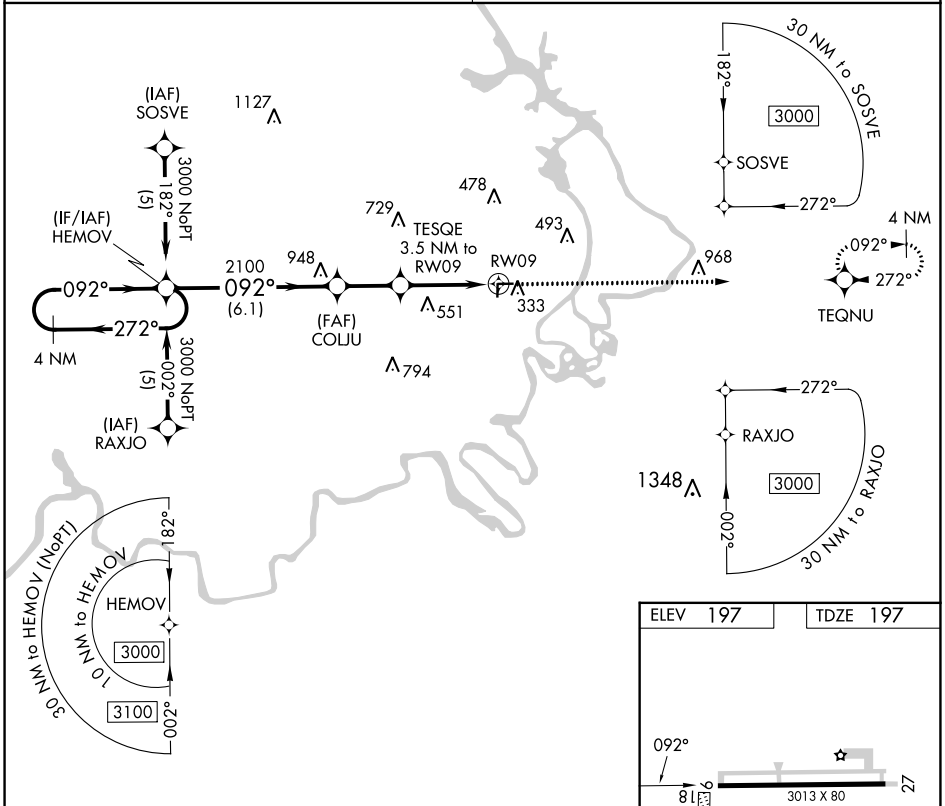 (IAF)
SOSVE
1127
3000 NoPT
182°
(5)
(IF/IAF)
HEMOV
092°
272°
4 NM
2100
092°
(6.1)
3000 NoPT
002°
(5)
(IAF)
RAXJO
948
(FAF)
COLJU
729
TESQE
3.5 NM to
RW09
551
794
478
493
RW09
333
968
30 NM to SOSVE
182°
3000
SOSVE
272°
4 NM
092°
272°
TEQNU
272°
RAXJO
1348
3000
002°
30 NM to RAXJO
30 NM to HEMOV (NoPT)
10 NM to HEMOV
182°
HEMOV
3000
3100
002°
ELEV 197
TDZE 197
092°
9
27
3013 X 80